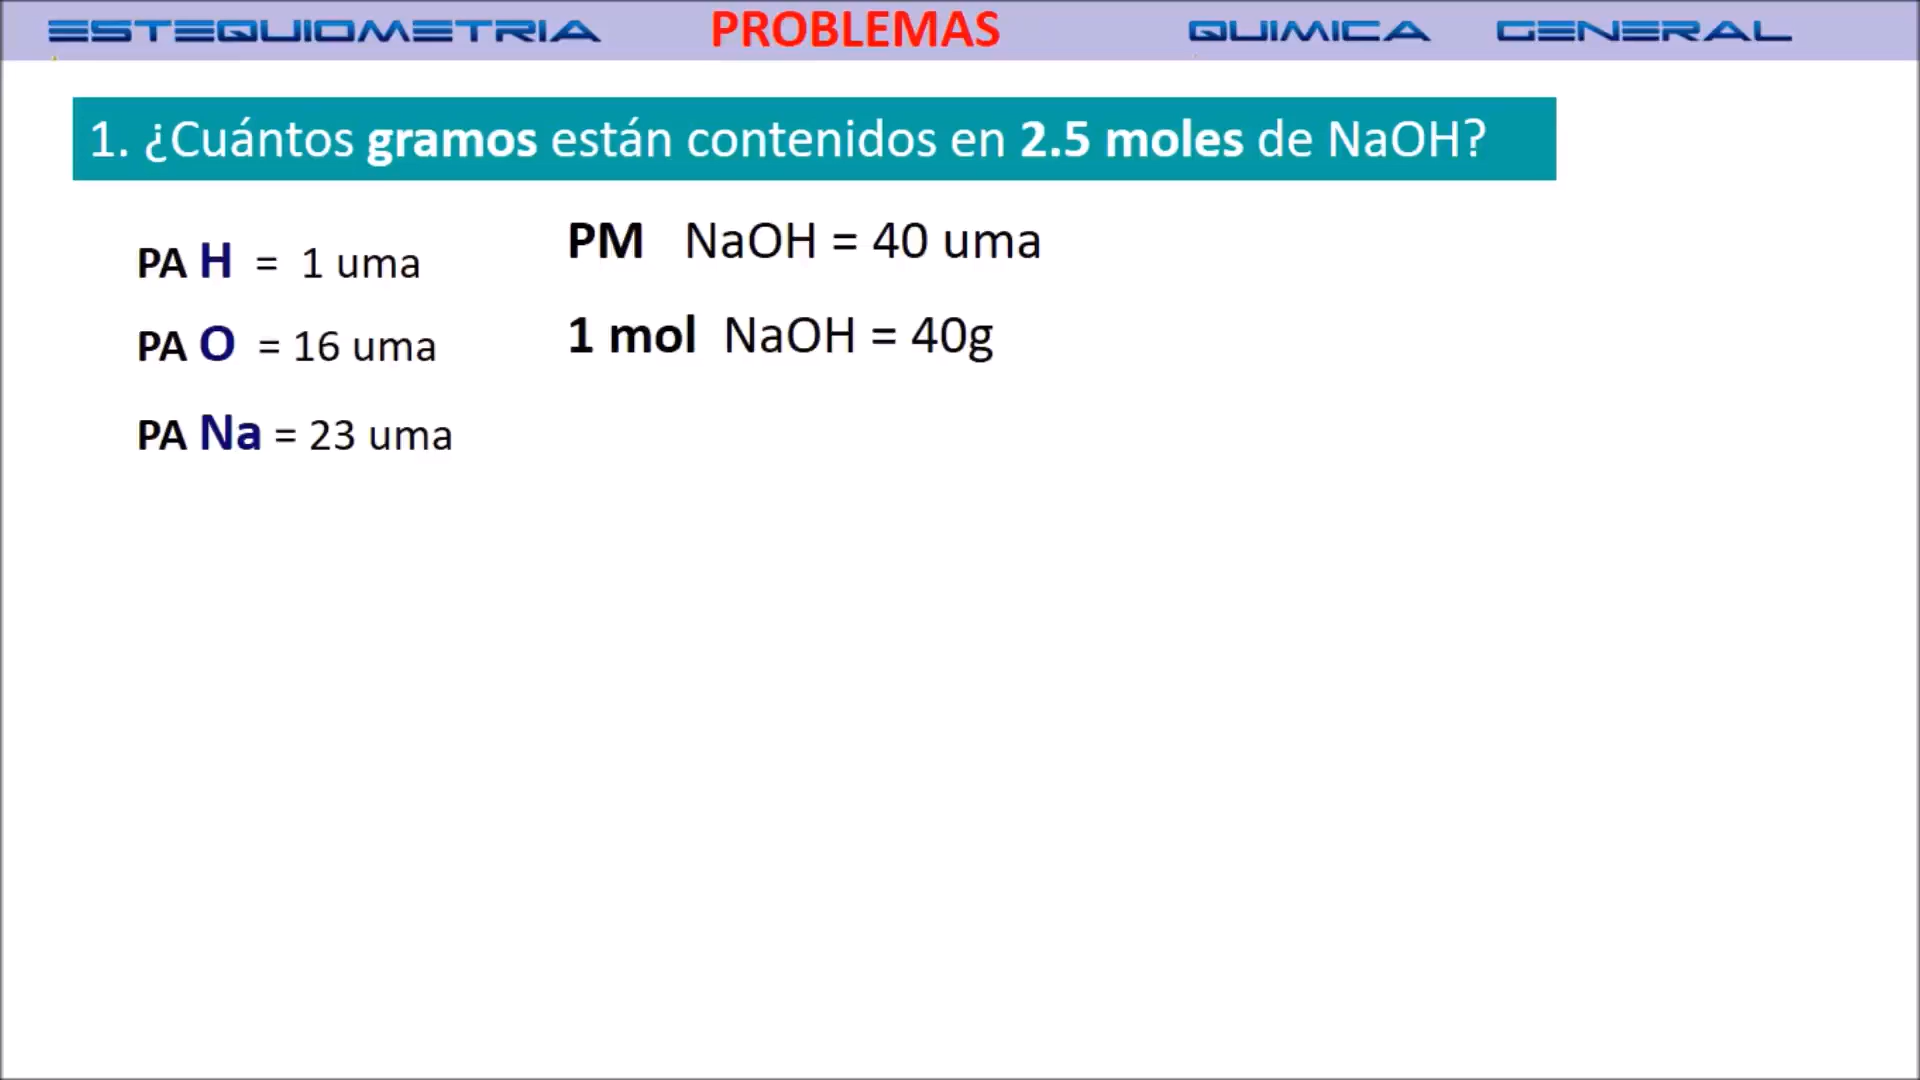 ESTEQUIOMETRIA PROBLEMAS QUIMICA GENERAL
1. ¿Cuántos gramos están contenidos en 2.5 moles de NaOH?
PA H = 1 uma
PA O = 16 uma
PA Na = 23 uma
PM NaOH = 40 uma
1 mol NaOH = 40g